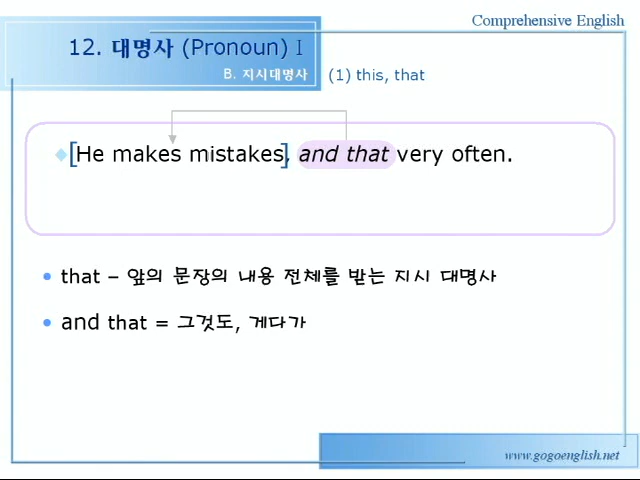 Comprehensive English
12. 대명사 (Pronoun) I
B. 지시대명사 (1) this, that
[He makes mistakes], and that very often.
that – 앞의 문장의 내용 전체를 받는 지시 대명사
and that = 그것도, 게다가
www.gogoenglish.net